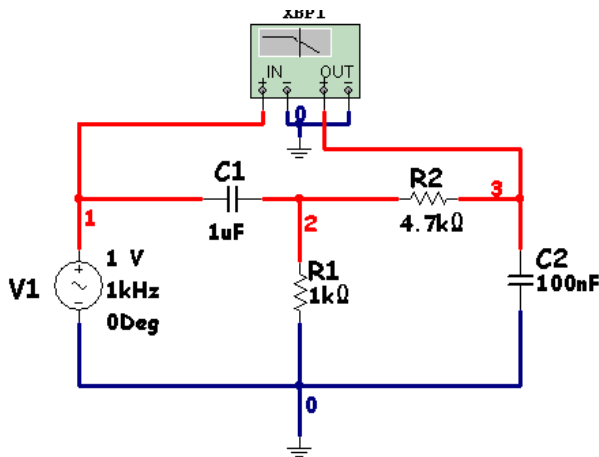 XBP1
IN OUT
+ − + −
0
C1
1uF
R2
4.7kΩ
3
1
2
V1
1 V
1kHz
0Deg
+
−
R1
1kΩ
C2
100nF
0